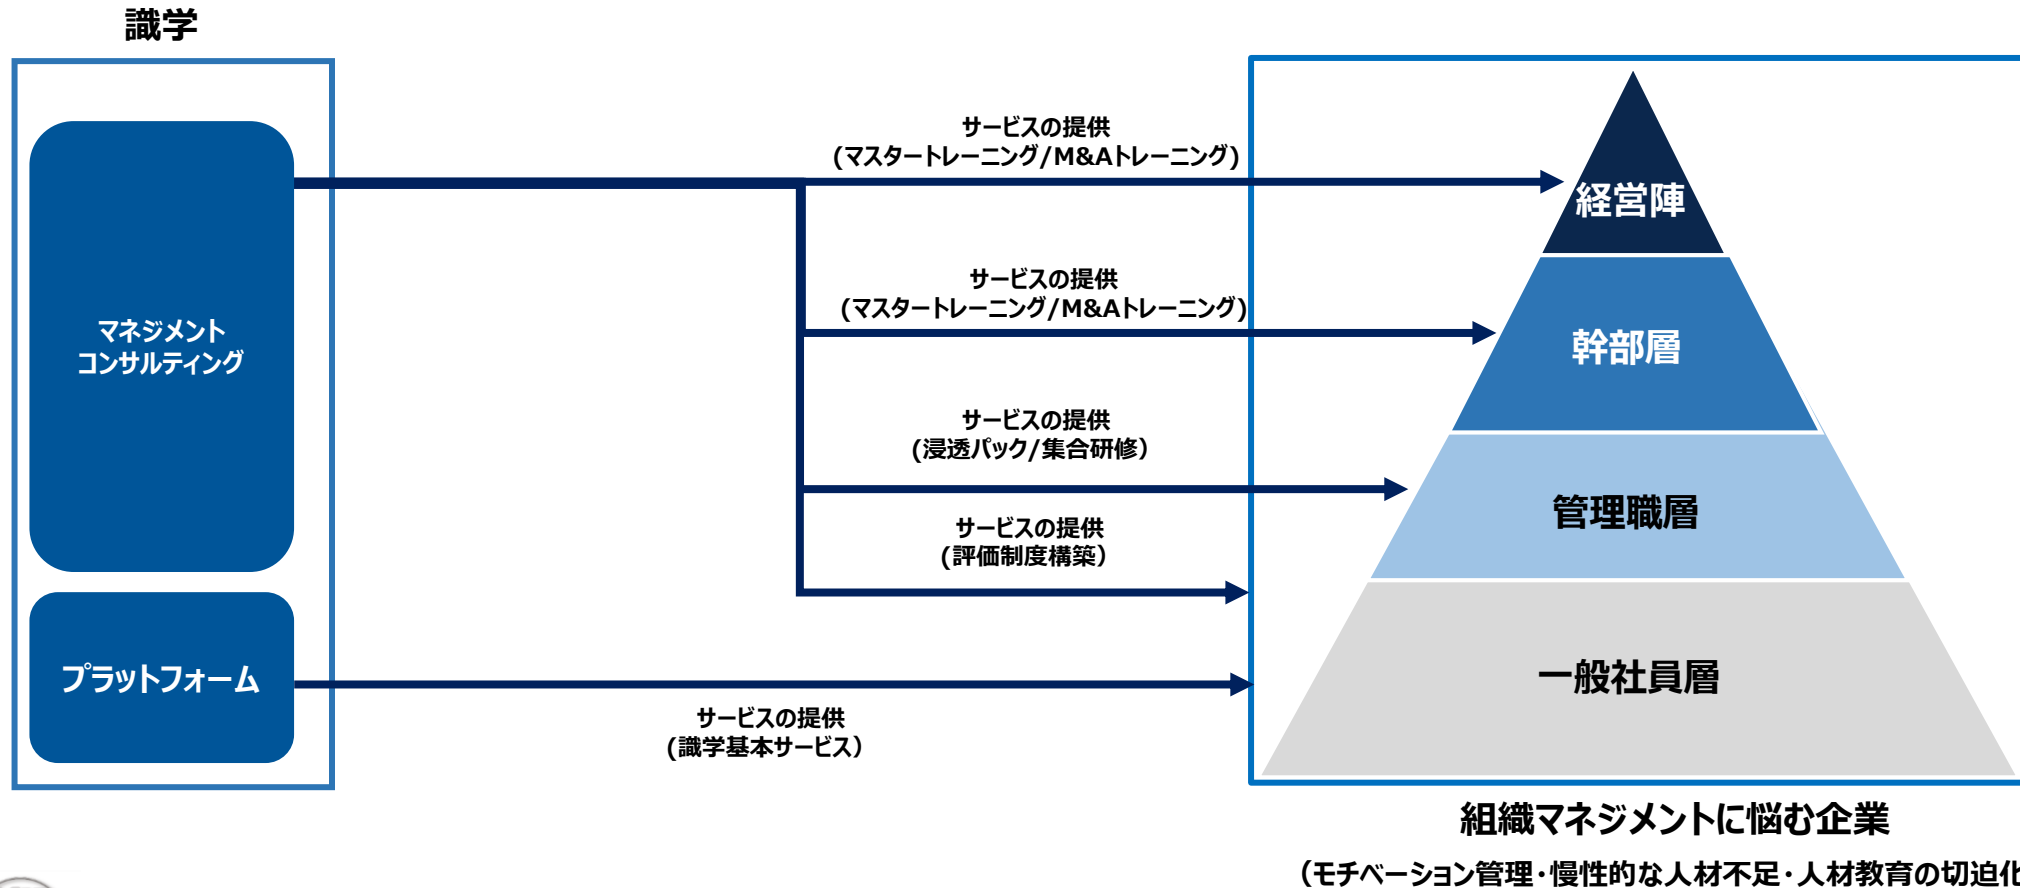 識学
マネジメント
コンサルティング
プラットフォーム
サービスの提供
(マスタートレーニング/M&Aトレーニング)
サービスの提供
(マスタートレーニング/M&Aトレーニング)
サービスの提供
(浸透パック/集合研修）
サービスの提供
(評価制度構築）
サービスの提供
(識学基本サービス）
経営陣
幹部層
管理職層
一般社員層
組織マネジメントに悩む企業
（モチベーション管理・慢性的な人材不足・人材教育の切迫化